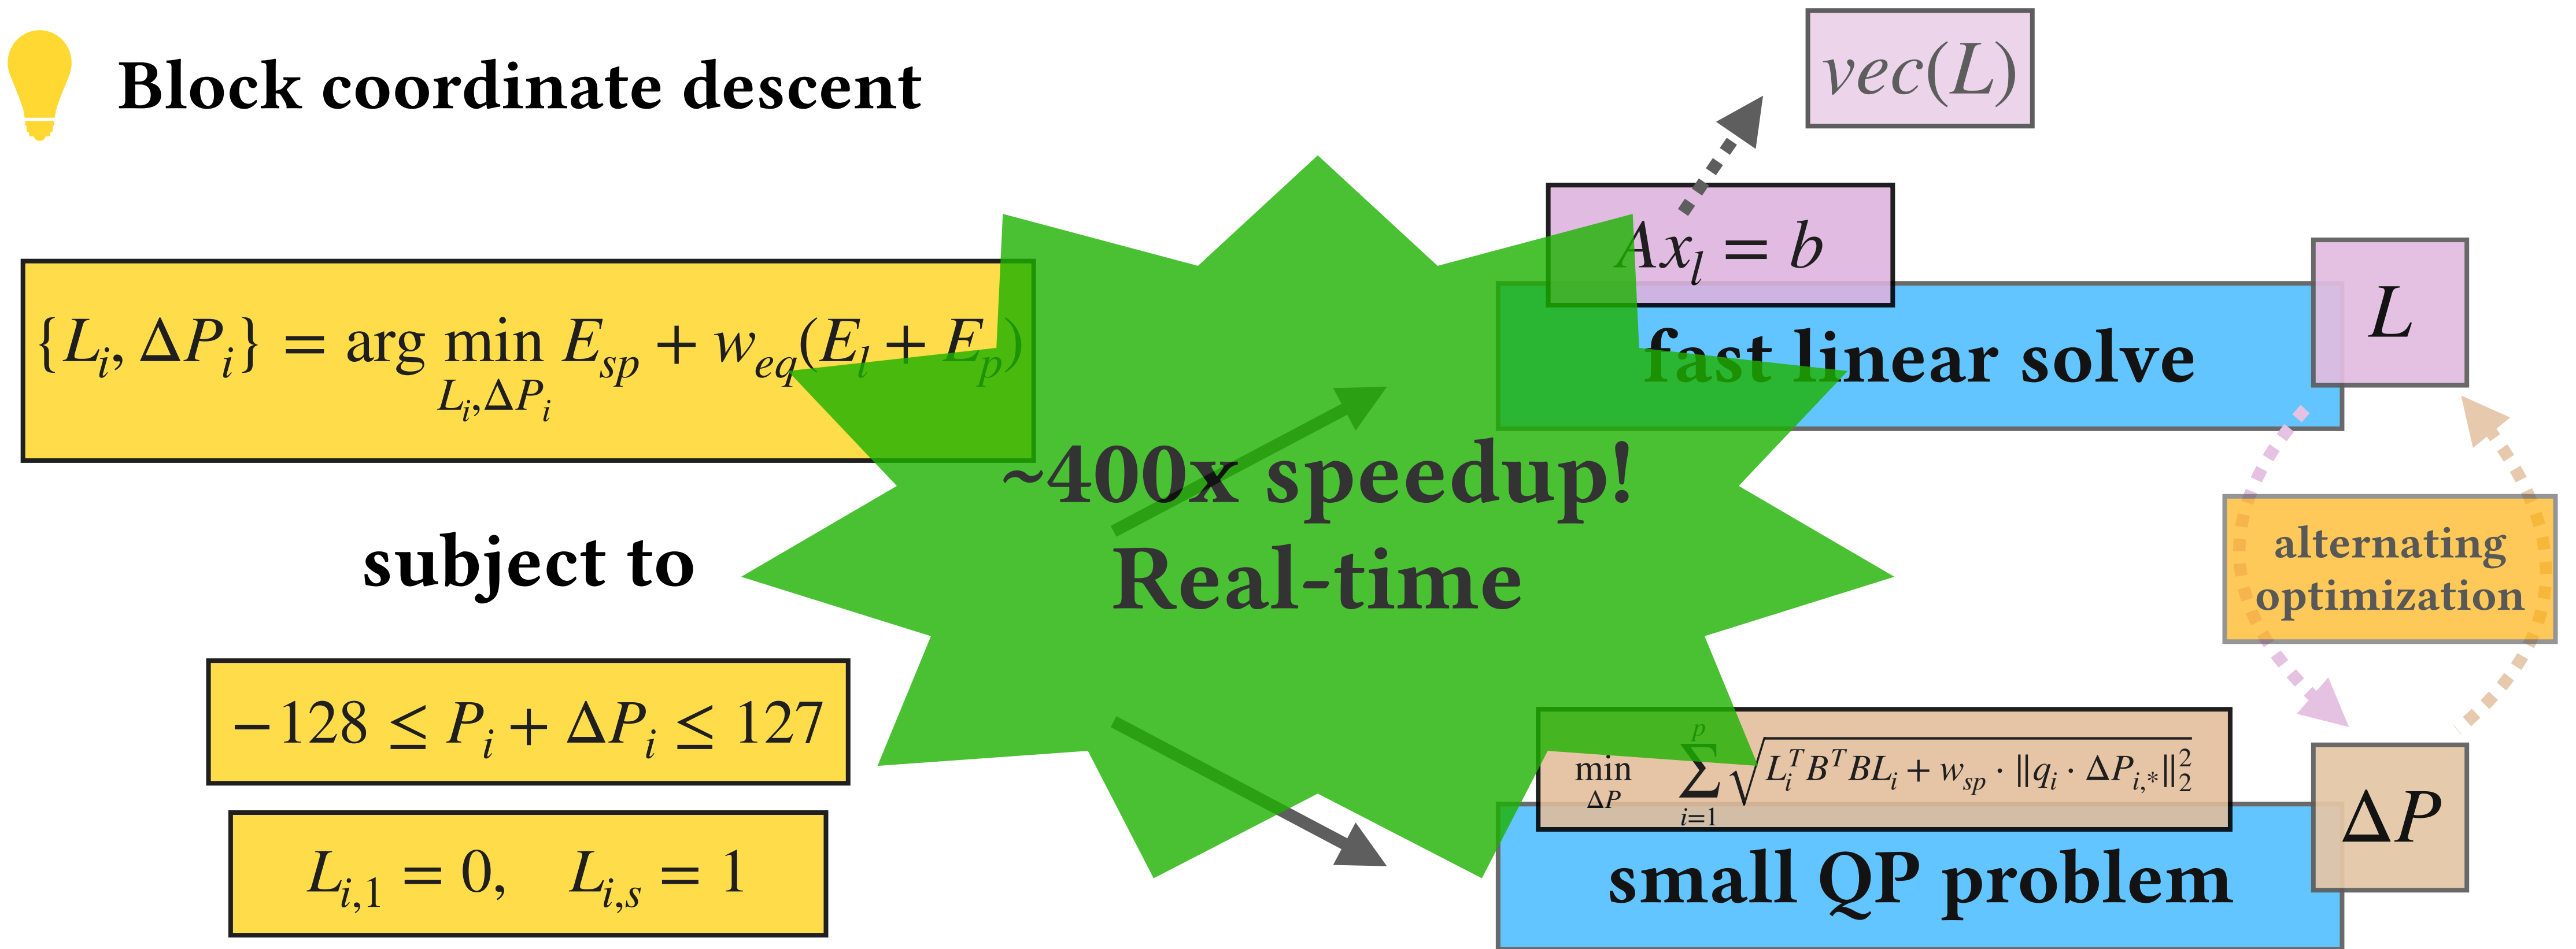 Block coordinate descent
vec(L)
Ax_l = b
{L_i, ΔP_i} = arg min_{L_i,ΔP_i} E_sp + w_eq(E_l + E_p)
fast linear solve
L
~400x speedup!
Real-time
subject to
alternating
optimization
−128 ≤ P_i + ΔP_i ≤ 127
min_{ΔP} ∑_{i=1}^{p} √(L_i^T B^T B L_i + w_sp · ‖q_i · ΔP_{i,*}‖_2^2)
ΔP
L_{i,1} = 0, L_{i,s} = 1
small QP problem